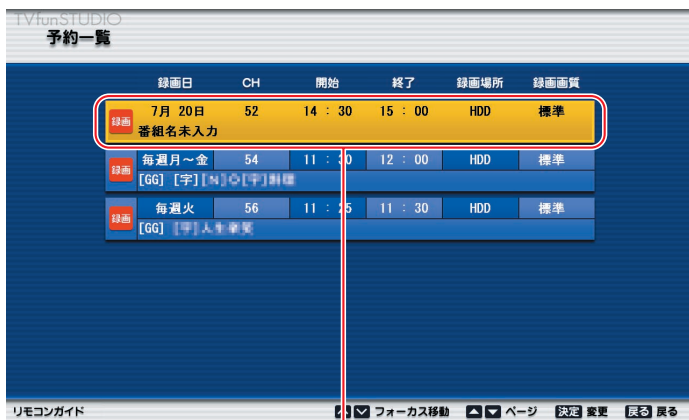 TVfunSTUDIO
予約一覧
録画日 CH 開始 終了 録画場所 録画画質
録画 7月 20日 52 14 : 30 15 : 00 HDD 標準
番組名未入力
録画 毎週月~金 54 11 : 30 12 : 00 HDD 標準
[GG] [字]
録画 毎週火 56 11 : 25 11 : 30 HDD 標準
[GG]
リモコンガイド フォーカス移動 ページ 決定 変更 戻る 戻る